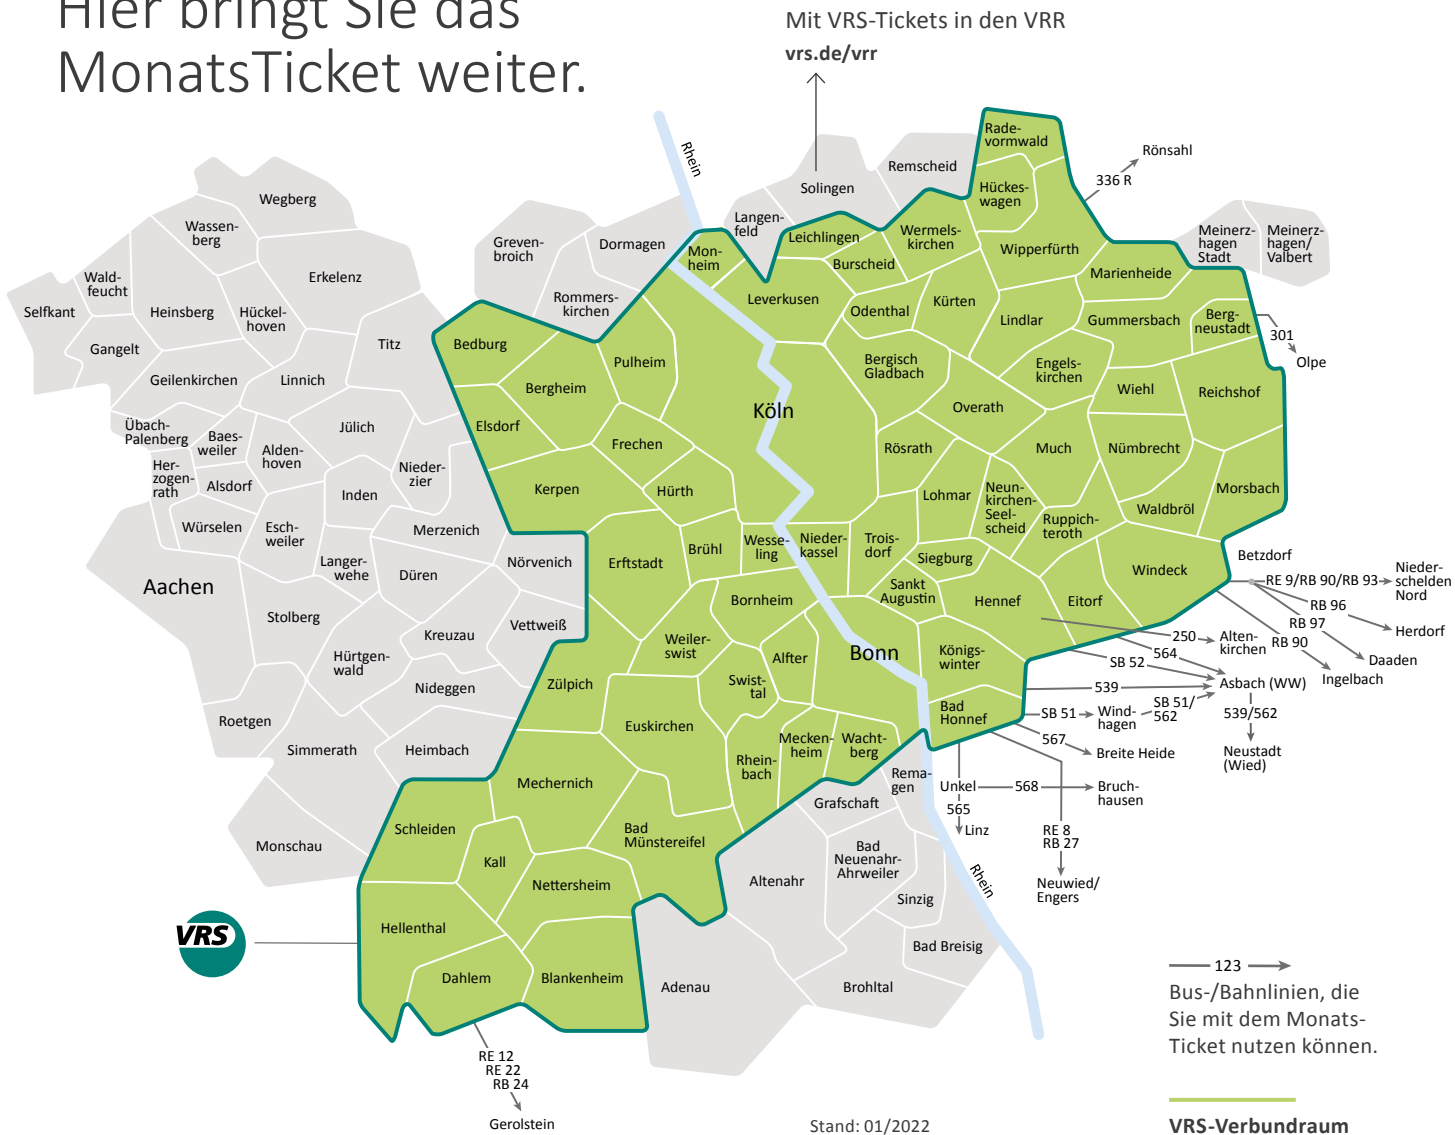 Hier bringt Sie das
MonatsTicket weiter.
Mit VRS-Tickets in den VRR
vrs.de/vrr
Rhein
Rade-
vormwald
Rönsahl
336 R
Remscheid
Solingen
Hückes-
wagen
Wegberg
Wassen-
berg
Langen-
feld
Leichlingen
Wermels-
kirchen
Wipperfürth
Meinerz-
hagen
Stadt
Meinerz-
hagen/
Valbert
Greven-
broich
Dormagen
Mon-
heim
Burscheid
Marienheide
Wald-
feucht
Erkelenz
Selfkant
Heinsberg
Hückel-
hoven
Rommers-
kirchen
Leverkusen
Odenthal
Kürten
Lindlar
Gummersbach
Berg-
neustadt
301
Olpe
Gangelt
Titz
Bedburg
Pulheim
Bergisch
Gladbach
Engels-
kirchen
Geilenkirchen
Linnich
Bergheim
Wiehl
Reichshof
Köln
Overath
Übach-
Palenberg
Baes-
weiler
Jülich
Elsdorf
Frechen
Rösrath
Much
Nümbrecht
Alden-
hoven
Her-
zogen-
rath
Alsdorf
Nieder-
zier
Inden
Kerpen
Hürth
Lohmar
Neun-
kirchen-
Seel-
scheid
Morsbach
Waldbröl
Würselen
Esch-
weiler
Merzenich
Ruppich-
teroth
Langer-
wehe
Düren
Nörvenich
Erftstadt
Brühl
Wesse-
ling
Nieder-
kassel
Trois-
dorf
Siegburg
Windeck
Betzdorf
RE 9/RB 90/RB 93
Nieder-
schelden
Nord
Aachen
Stolberg
Bornheim
Sankt
Augustin
Hennef
Eitorf
RB 96
RB 97
RB 90
Herdorf
Daaden
Ingelbach
Kreuzau
Vettweiß
Weiler-
swist
Alfter
Bonn
Königs-
winter
250
Alten-
kirchen
564
SB 52
Hürtgen-
wald
Nideggen
Zülpich
Swist-
tal
539
Asbach (WW)
Roetgen
Simmerath
Heimbach
Euskirchen
Bad
Honnef
SB 51
Wind-
hagen
SB 51/
562
539/562
Neustadt
(Wied)
Mecken-
heim
Wacht-
berg
567
Breite Heide
Rhein-
bach
Mechernich
Rema-
gen
Unkel
568
Bruch-
hausen
565
Linz
Grafschaft
Schleiden
Bad
Münstereifel
RE 8
RB 27
Neuwied/
Engers
Monschau
Kall
Bad
Neuenahr-
Ahrweiler
Nettersheim
Altenahr
Sinzig
Rhein
Hellenthal
VRS
Bad Breisig
Dahlem
Blankenheim
Adenau
Brohltal
123
Bus-/Bahnlinien, die
Sie mit dem Monats-
Ticket nutzen können.
RE 12
RE 22
RB 24
Gerolstein
Stand: 01/2022
VRS-Verbundraum